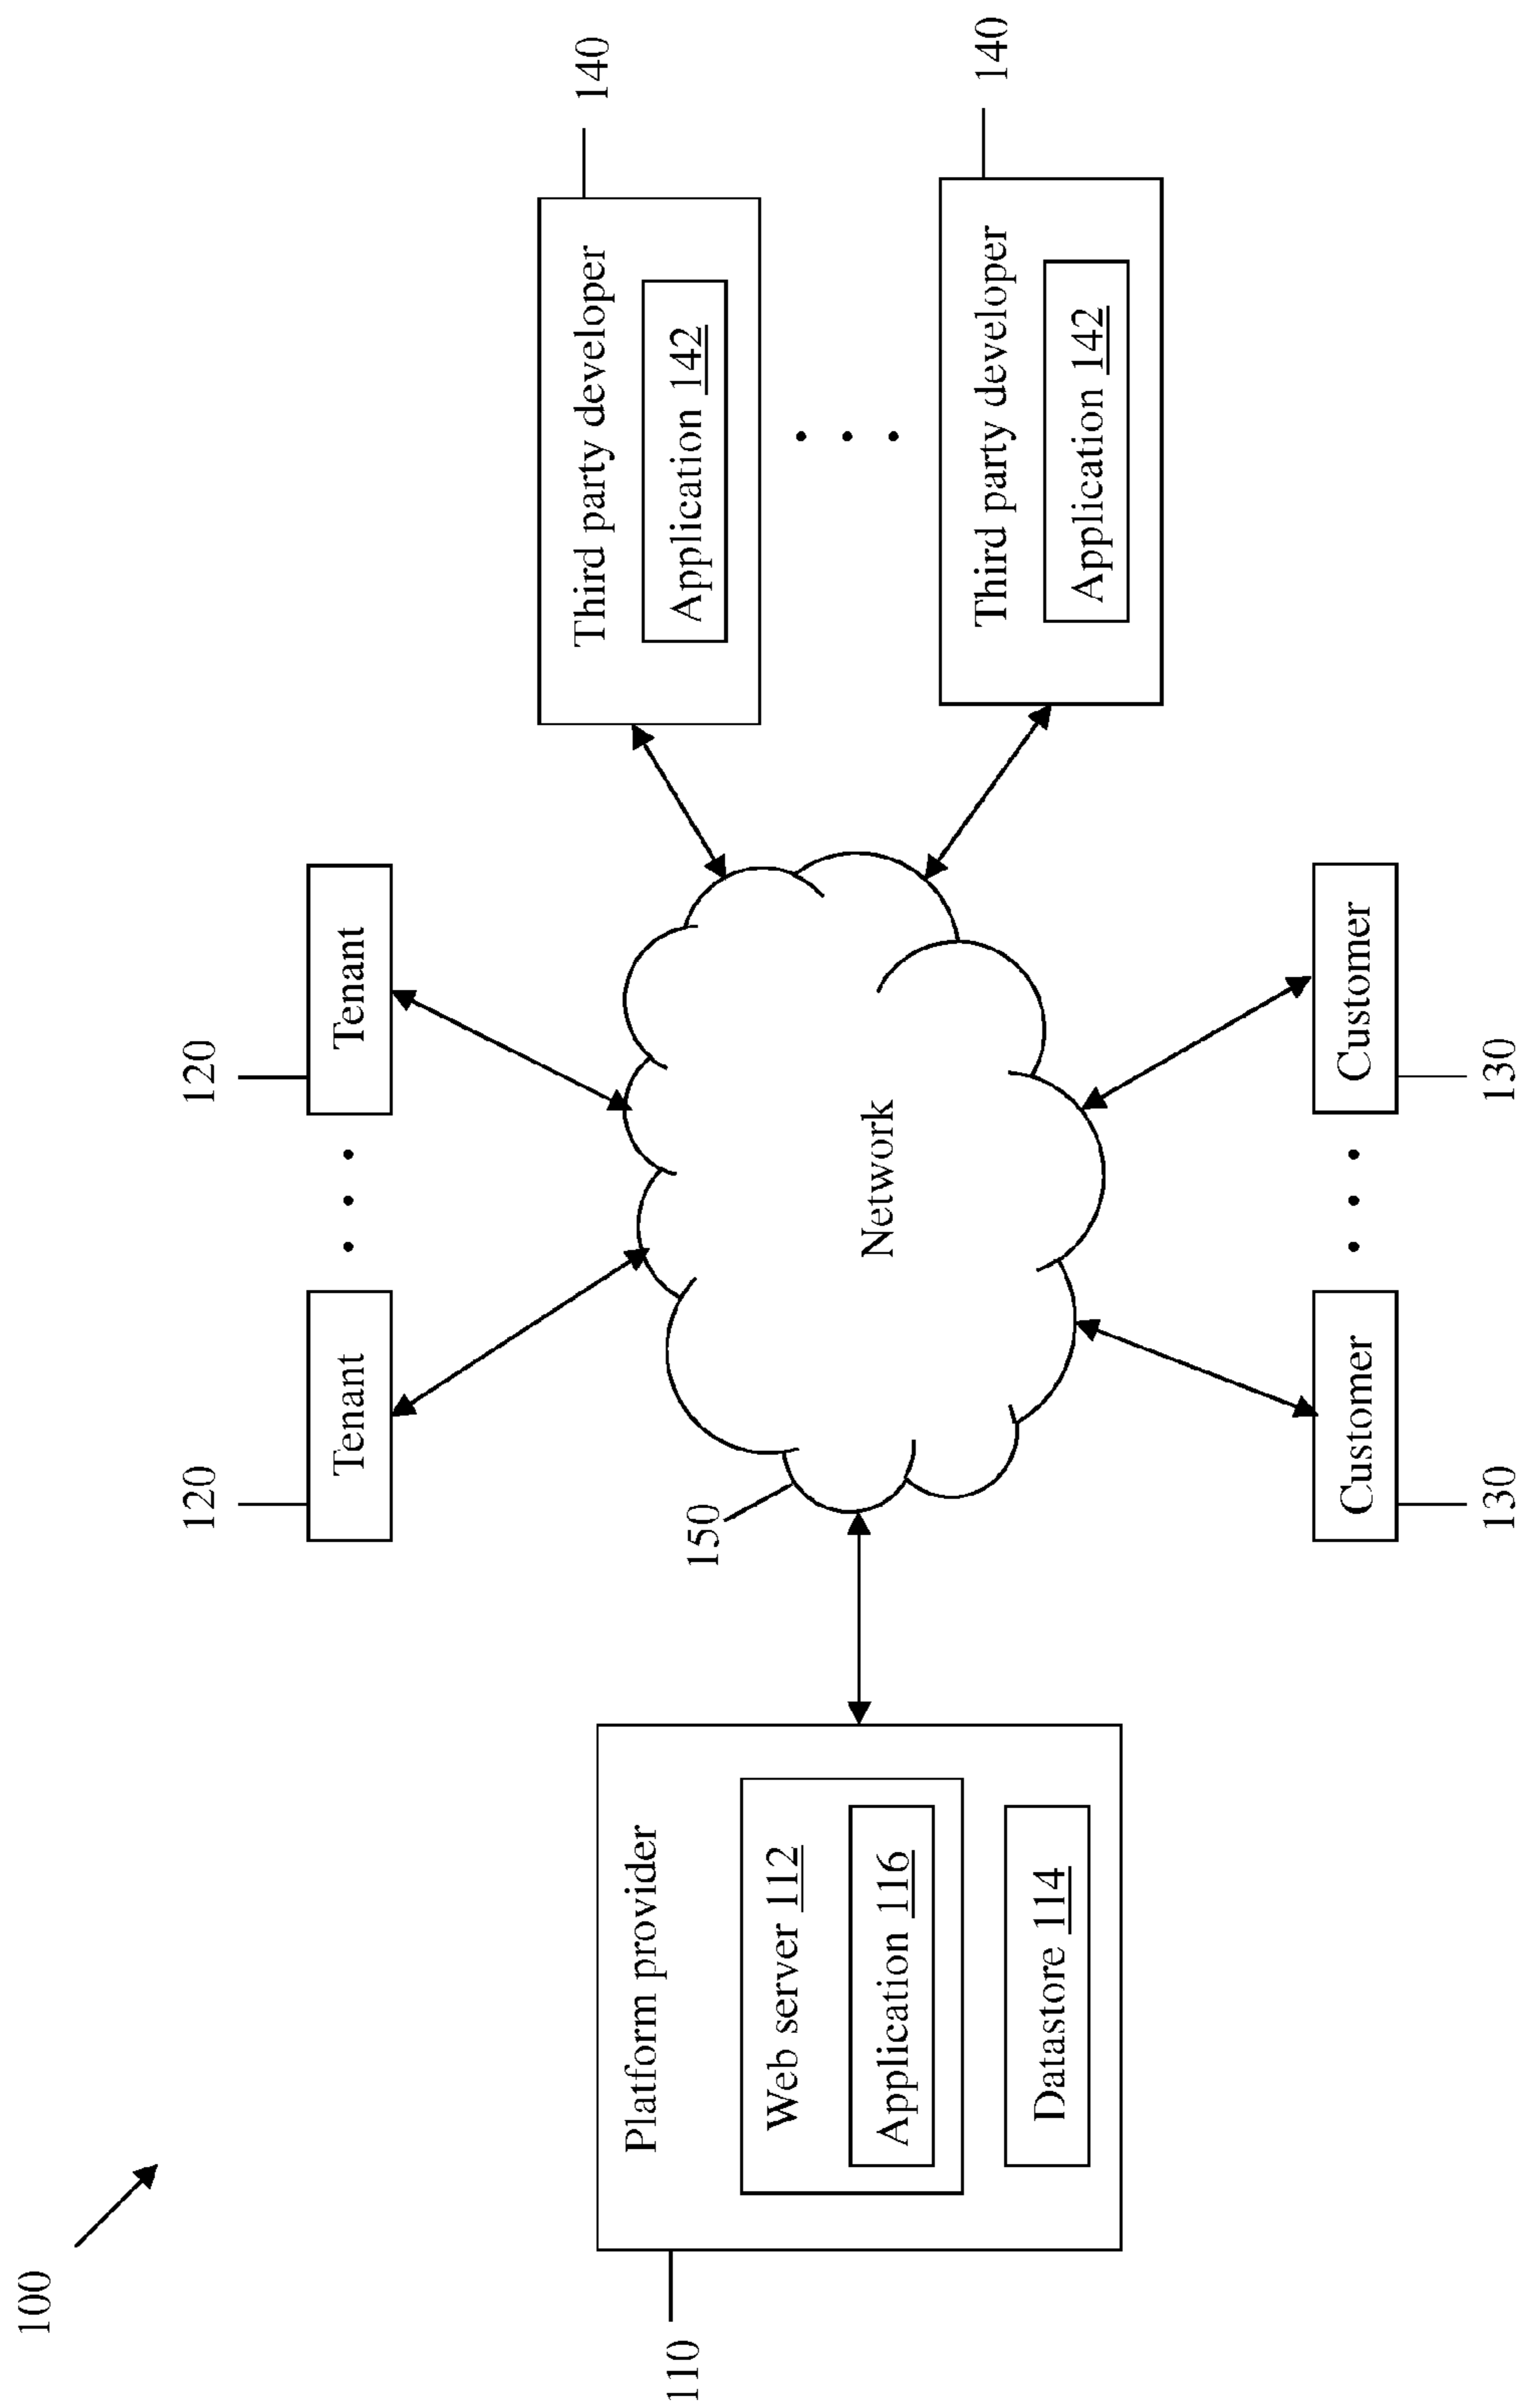 100
120
Tenant
120
Tenant
110
Platform provider
Web server 112
Application 116
Datastore 114
150
Network
Third party developer
Application 142
140
Third party developer
Application 142
140
Customer
130
Customer
130